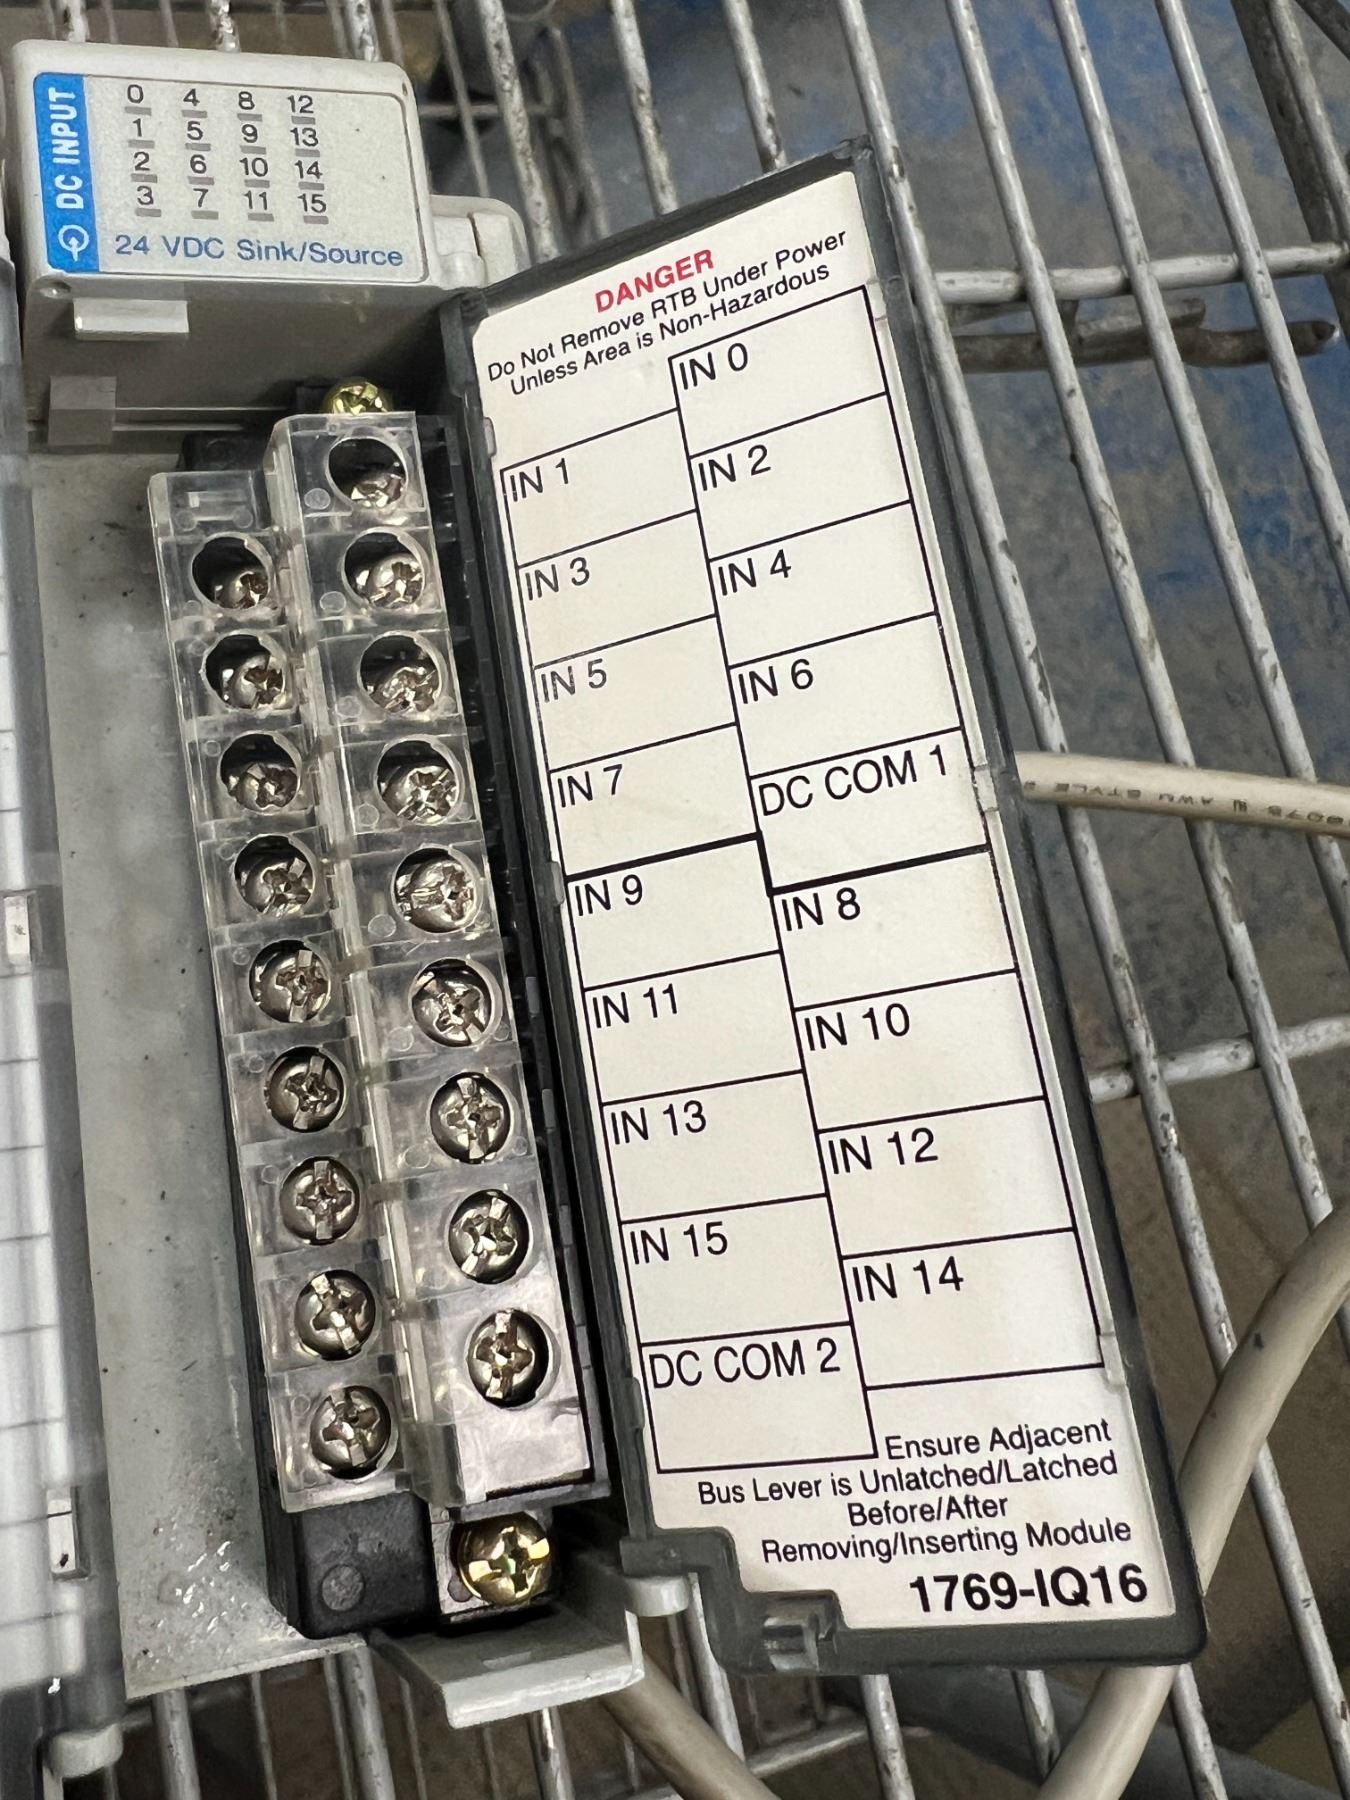 DC INPUT
0 4 8 12
1 5 9 13
2 6 10 14
3 7 11 15
24 VDC Sink/Source
DANGER
Do Not Remove RTB Under Power
Unless Area is Non-Hazardous
IN 0
IN 1
IN 2
IN 3
IN 4
IN 5
IN 6
IN 7
DC COM 1
IN 9
IN 8
IN 11
IN 10
IN 13
IN 12
IN 15
IN 14
DC COM 2
Ensure Adjacent
Bus Lever is Unlatched/Latched
Before/After
Removing/Inserting Module
1769-IQ16